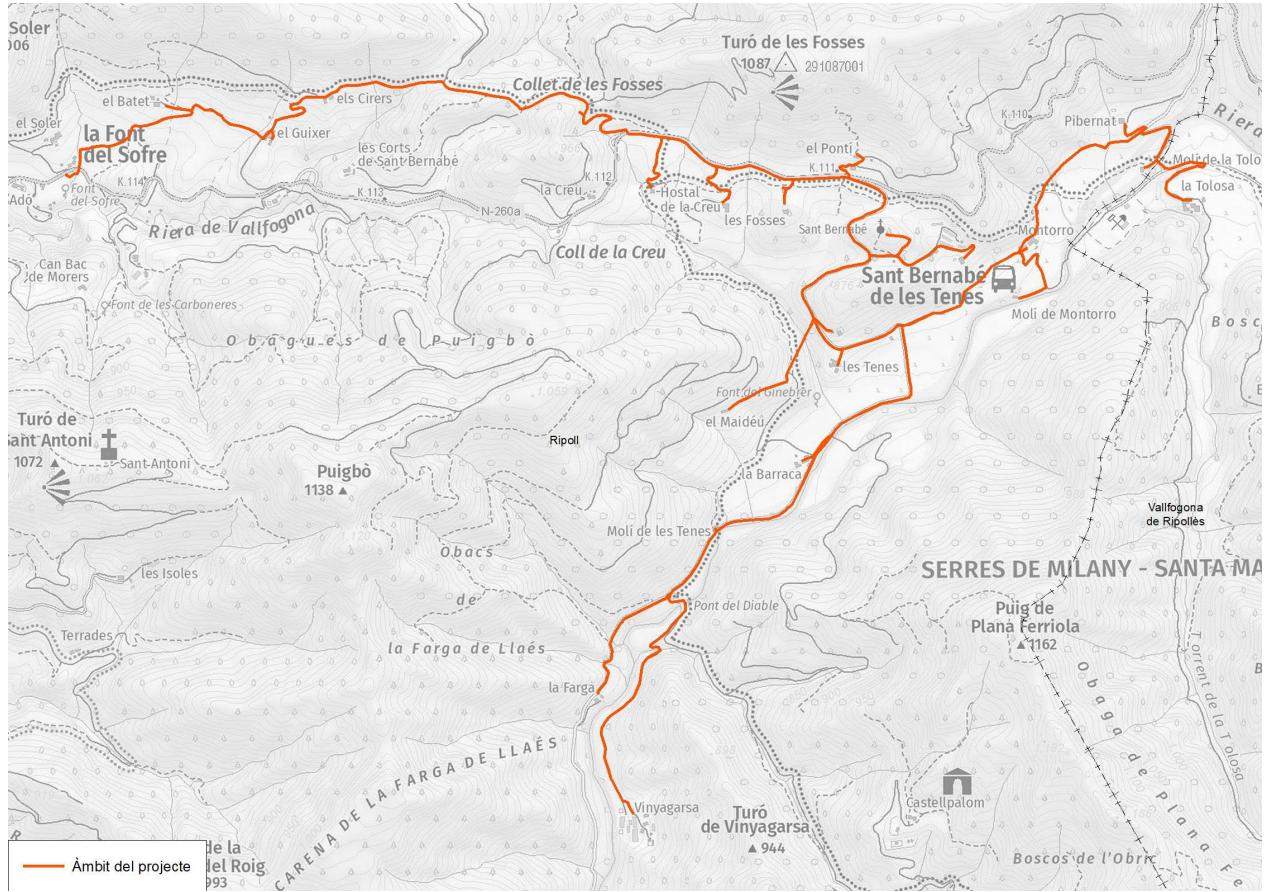 Soler
006
Turó de les Fosses
1087
291087001
Collet de les Fosses
els Cirers
el Batet
el Soler
la Font
del Sofre
el Guixer
les Corts
de Sant Bernabé
K.110
Pibernat
Riera
el Ponti
K.111
Molí de la Tolo
la Tolosa
966
K.112
la Creu
K.113
K.114
Font
del Sofre
Adó
Hostal
de la Creu
les Fosses
N-260a
Riera de Vallfogona
Sant Bernabé
Montorro
Coll de la Creu
Can Bac
de Morers
Font de les Carboneres
Sant Bernabé
de les Tenes
876
Molí de Montorro
Obagues de Puigbò
Bosc
les Tenes
Font del Ginebrer
el Maidéú
Turó de
Sant Antoni
1072
Sant Antoni
Ripoll
Puigbò
1138
la Barraca
Molí de les Tenes
Vallfogona
de Ripollès
Obacs
de
la Farga de Llaés
les Isoles
Terrades
SERRES DE MILANY - SANTA MA
Pont del Diable
Puig de
Plana Ferriola
1162
la Farga
Obaga de Plana Fe
Torrent de la Tolosa
CARENA DE LA FARGA DE LLAÉS
898
Vinyagarsa
Turó
de Vinyagarsa
944
Castellpalom
Boscos de l'Obric
de la
del Roig
993
Àmbit del projecte